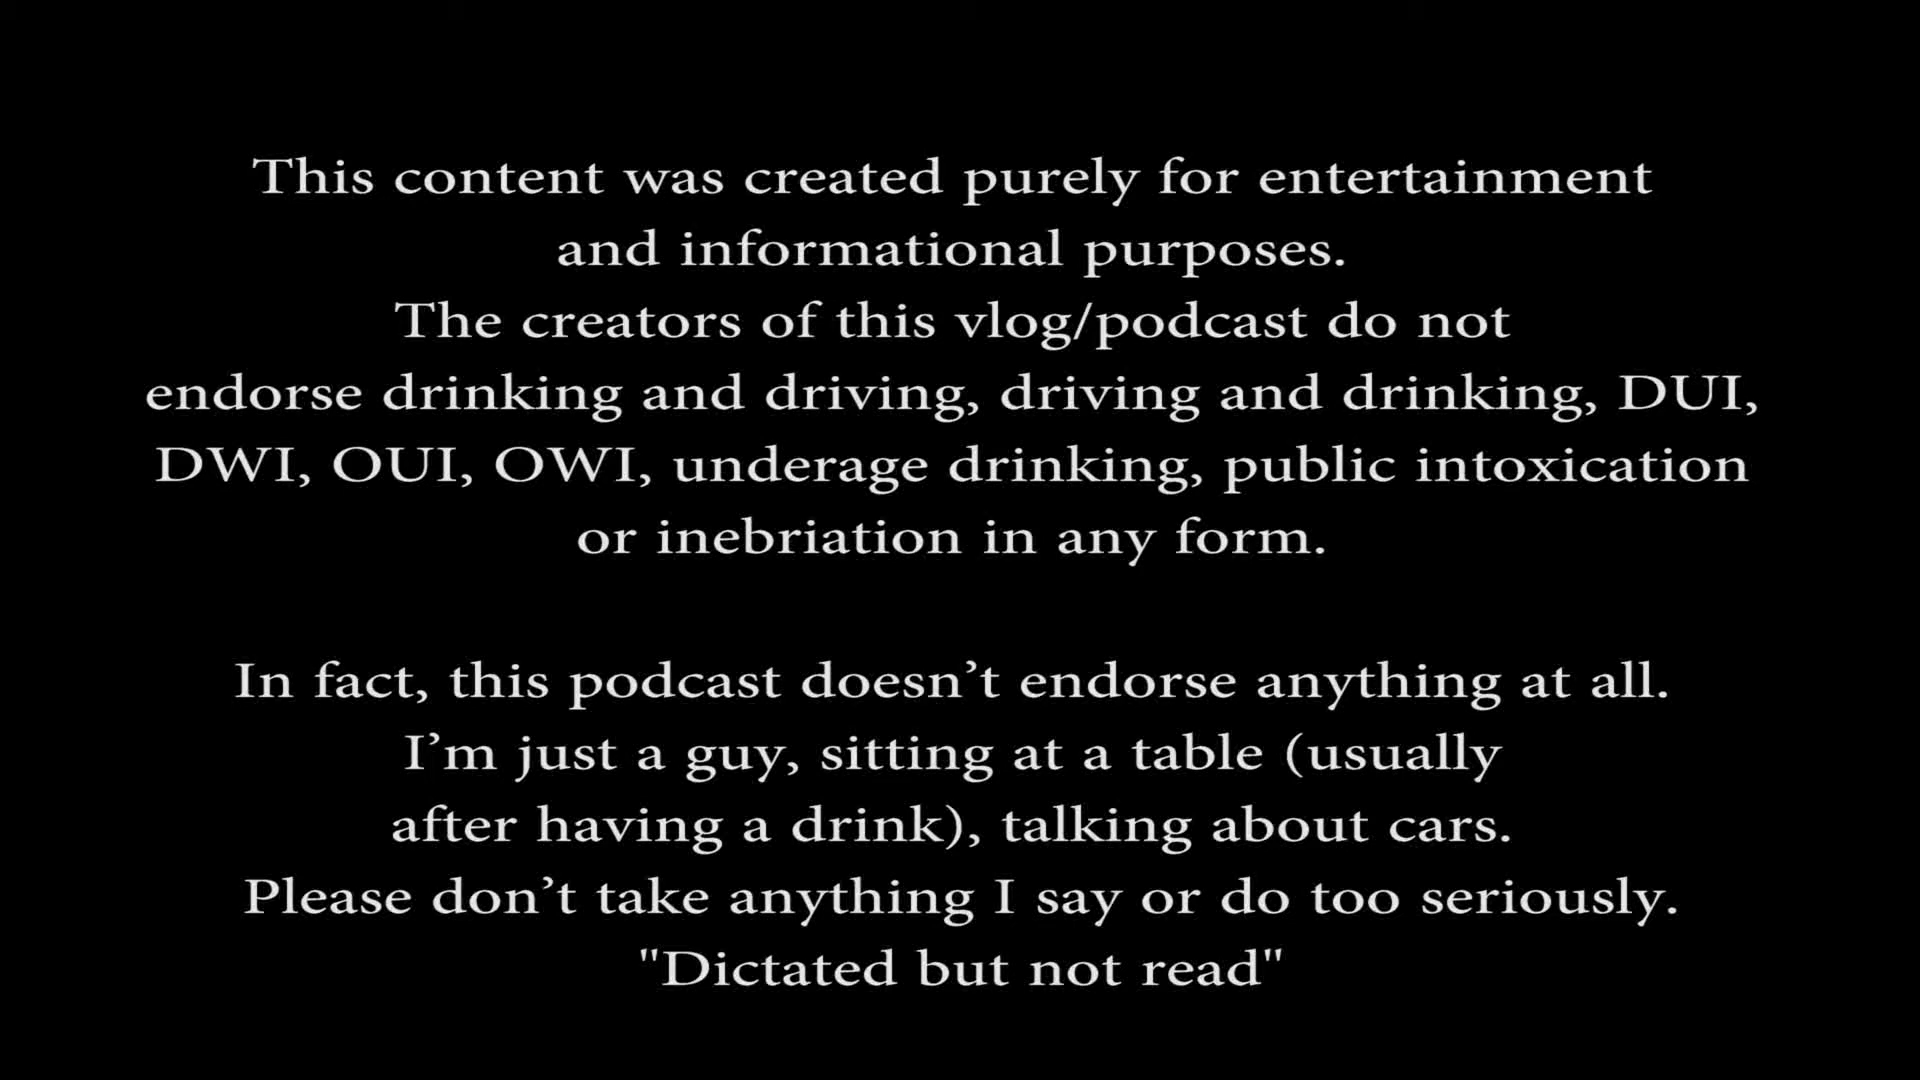 This content was created purely for entertainment
and informational purposes.
The creators of this vlog/podcast do not
endorse drinking and driving, driving and drinking, DUI,
DWI, OUI, OWI, underage drinking, public intoxication
or inebriation in any form.
In fact, this podcast doesn’t endorse anything at all.
I’m just a guy, sitting at a table (usually
after having a drink), talking about cars.
Please don’t take anything I say or do too seriously.
"Dictated but not read"